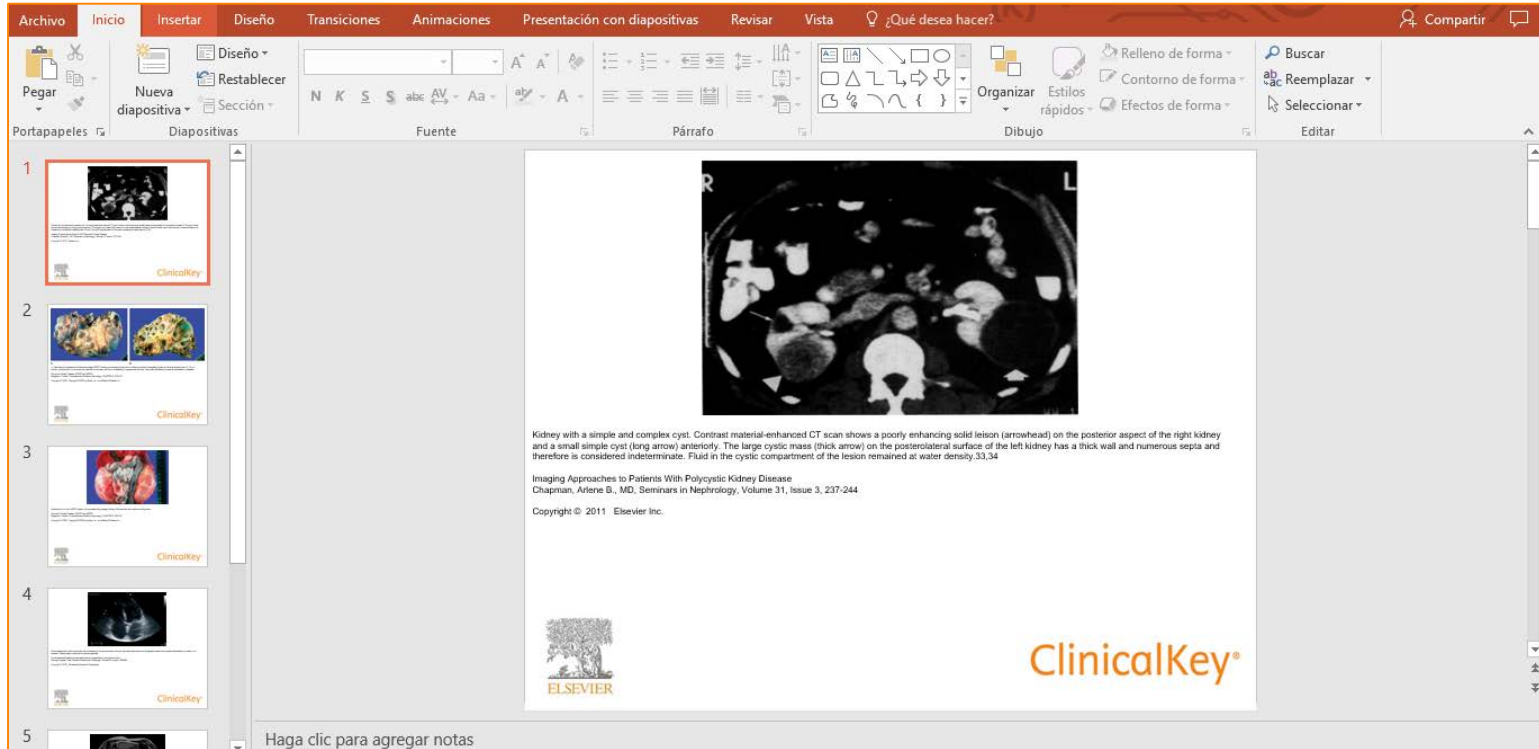 Archivo Inicio Insertar Diseño Transiciones Animaciones Presentación con diapositivas Revisar Vista ¿Qué desea hacer? Compartir
Pegar
Nueva diapositiva
Diseño
Restablecer
Sección
N K S S abc AV Aa A
A A
Organizar
Estilos rápidos
Relleno de forma
Contorno de forma
Efectos de forma
Buscar
Reemplazar
Seleccionar
Portapapeles Diapositivas Fuente Párrafo Dibujo Editar
1
ClinicalKey
2
ClinicalKey
3
ClinicalKey
4
ClinicalKey
5
R L
Kidney with a simple and complex cyst. Contrast material-enhanced CT scan shows a poorly enhancing solid leison (arrowhead) on the posterior aspect of the right kidney
and a small simple cyst (long arrow) anteriorly. The large cystic mass (thick arrow) on the posterolateral surface of the left kidney has a thick wall and numerous septa and
therefore is considered indeterminate. Fluid in the cystic compartment of the lesion remained at water density.33,34
Imaging Approaches to Patients With Polycystic Kidney Disease
Chapman, Arlene B., MD, Seminars in Nephrology, Volume 31, Issue 3, 237-244
Copyright © 2011 Elsevier Inc.
ELSEVIER
ClinicalKey®
Haga clic para agregar notas